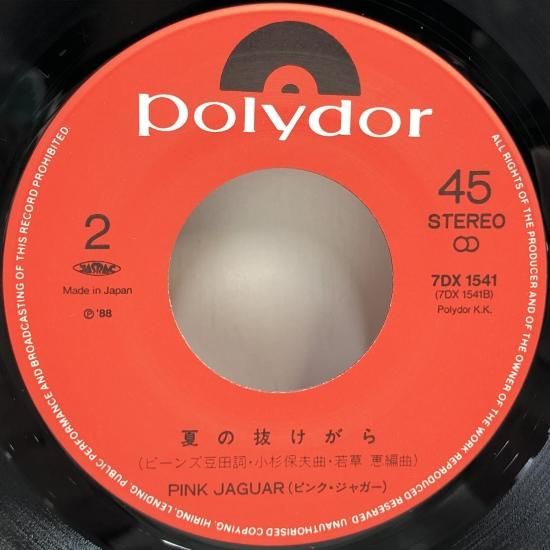 polydor
45
STEREO
2
JASRAC
Made in Japan
Ⓟ '88
7DX 1541
(7DX 1541B)
Polydor K.K.
夏の抜けがら
(ビーンズ豆田詞・小杉保夫曲・若草 恵編曲)
PINK JAGUAR (ピンク・ジャガー)
ALL RIGHTS OF THE PRODUCER AND OF THE OWNER OF THE WORK REPRODUCED RESERVED UNAUTHORISED COPYING, HIRING, LENDING, PUBLIC PERFORMANCE AND BROADCASTING OF THIS RECORD PROHIBITED.